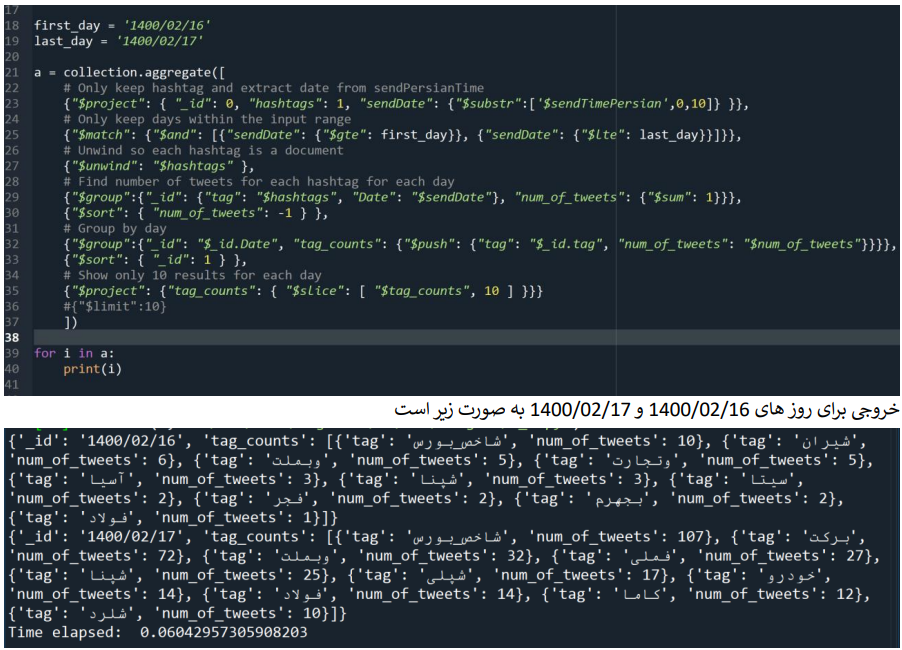 17
18 first_day = '1400/02/16'
19 last_day = '1400/02/17'
20
21 a = collection.aggregate([
22 # Only keep hashtag and extract date from sendPersianTime
23 {"$project": { "_id": 0, "hashtags": 1, "sendDate": {"$substr":['$sendTimePersian',0,10]} }},
24 # Only keep days within the input range
25 {"$match": {"$and": [{"sendDate": {"$gte": first_day}}, {"sendDate": {"$lte": last_day}}]}},
26 # Unwind so each hashtag is a document
27 {"$unwind": "$hashtags" },
28 # Find number of tweets for each hashtag for each day
29 {"$group":{"_id": {"tag": "$hashtags", "Date": "$sendDate"}, "num_of_tweets": {"$sum": 1}}},
30 {"$sort": { "num_of_tweets": -1 } },
31 # Group by day
32 {"$group":{"_id": "$_id.Date", "tag_counts": {"$push": {"tag": "$_id.tag", "num_of_tweets": "$num_of_tweets"}}}},
33 {"$sort": { "_id": 1 } },
34 # Show only 10 results for each day
35 {"$project": {"tag_counts": { "$slice": [ "$tag_counts", 10 ] }}}
36 #{"$limit":10}
37 ])
38
39 for i in a:
40 print(i)
41
خروجی برای روز های 1400/02/16 و 1400/02/17 به صورت زیر است
{'_id': '1400/02/16', 'tag_counts': [{'tag': 'شاخص_بورس', 'num_of_tweets': 10}, {'tag': 'شیران',
'num_of_tweets': 6}, {'tag': 'وبملت', 'num_of_tweets': 5}, {'tag': 'وتجارت', 'num_of_tweets': 5},
{'tag': 'آسیا', 'num_of_tweets': 3}, {'tag': 'شپنا', 'num_of_tweets': 3}, {'tag': 'سیتا',
'num_of_tweets': 2}, {'tag': 'فجر', 'num_of_tweets': 2}, {'tag': 'بجهرم', 'num_of_tweets': 2},
{'tag': 'فولاد', 'num_of_tweets': 1}]}
{'_id': '1400/02/17', 'tag_counts': [{'tag': 'شاخص_بورس', 'num_of_tweets': 107}, {'tag': 'برکت',
'num_of_tweets': 72}, {'tag': 'وبملت', 'num_of_tweets': 32}, {'tag': 'فملی', 'num_of_tweets': 27},
{'tag': 'شپنا', 'num_of_tweets': 25}, {'tag': 'شپلی', 'num_of_tweets': 17}, {'tag': 'خودرو',
'num_of_tweets': 14}, {'tag': 'فولاد', 'num_of_tweets': 14}, {'tag': 'کاما', 'num_of_tweets': 12},
{'tag': 'شلرد', 'num_of_tweets': 10}]}
Time elapsed: 0.06042957305908203